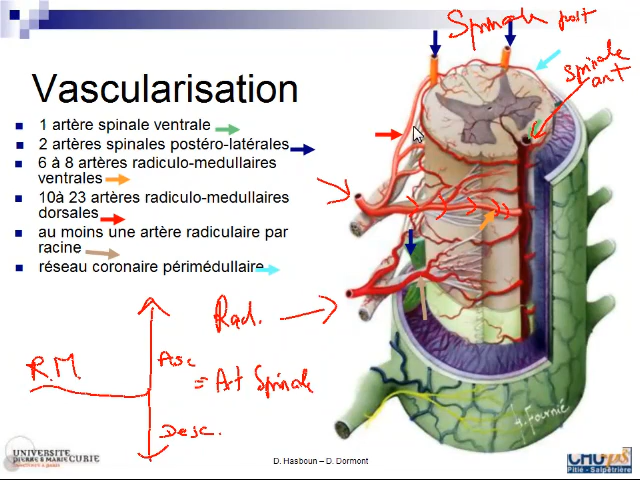 Spinale post
Spinale
ant
Vascularisation
1 artère spinale ventrale
2 artères spinales postéro-latérales
6 à 8 artères radiculo-medullaires
ventrales
10à 23 artères radiculo-medullaires
dorsales
au moins une artère radiculaire par
racine
réseau coronaire périmédullaire
Rad.
R.M
Asc
= Art Spinale
Desc.
A. Fournié
UNIVERSITE
PIERRE & MARIE CURIE
D. Hasboun – D. Dormont
CHU
Pitié - Salpêtrière